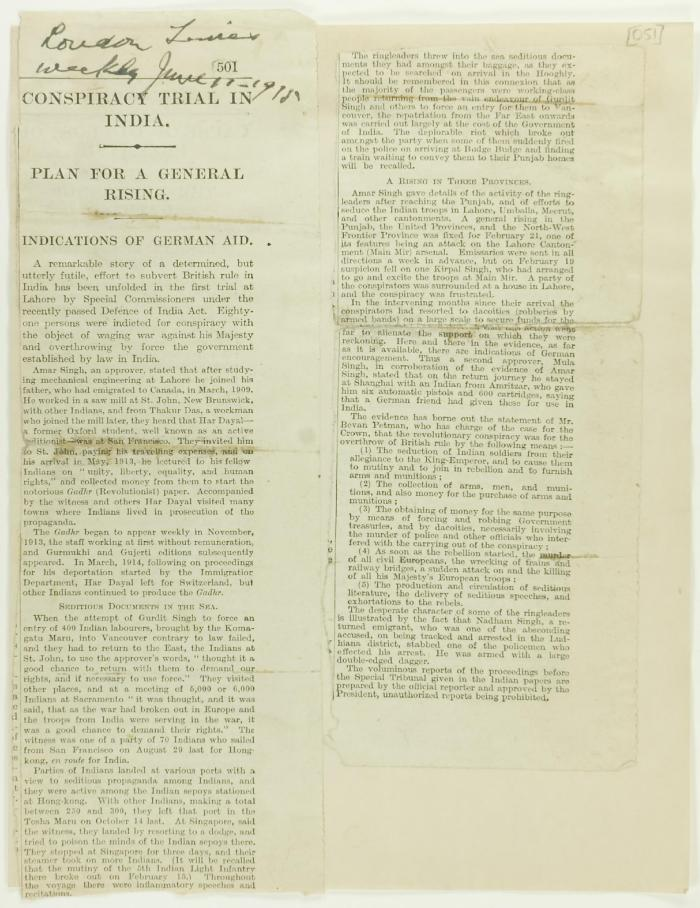 London Times
weekly June 11-1915
501
CONSPIRACY TRIAL IN
INDIA.
PLAN FOR A GENERAL
RISING.
INDICATIONS OF GERMAN AID.
A remarkable story of a determined, but
utterly futile, effort to subvert British rule in
India has been unfolded in the first trial at
Lahore by Special Commissioners under the
recently passed Defence of India Act. Eighty-
one persons were indicted for conspiracy with
the object of waging war against his Majesty
and overthrowing by force the government
established by law in India.
Amar Singh, an approver, stated that after study-
ing mechanical engineering at Lahore he joined his
father, who had emigrated to Canada, in March, 1909.
He worked in a saw mill at St. John, New Brunswick,
with other Indians, and from Thakur Das, a workman
who joined the mill later, they heard that Har Dayal—
a former Oxford student, well known as an active
seditionist—was at San Francisco. They invited him
to St. John, paying his travelling expenses, and on
his arrival in May, 1913, he lectured to his fellow
Indians on "unity, liberty, equality, and human
rights," and collected money from them to start the
notorious Gadhr (Revolutionist) paper. Accompanied
by the witness and others Har Dayal visited many
towns where Indians lived in prosecution of the
propaganda.
The Gadhr began to appear weekly in November,
1913, the staff working at first without remuneration,
and Gurmukhi and Gujerti editions subsequently
appeared. In March, 1914, following on proceedings
for his deportation started by the Immigration
Department, Har Dayal left for Switzerland, but
other Indians continued to produce the Gadhr.
SEDITIOUS DOCUMENTS IN THE SEA.
When the attempt of Gurdit Singh to force an
entry of 400 Indian labourers, brought by the Koma-
gatu Maru, into Vancouver contrary to law failed,
and they had to return to the East, the Indians at
St. John, to use the approver's words, "thought it a
good chance to return with them to demand our
rights, and if necessary to use force." They visited
other places, and at a meeting of 5,000 or 6,000
Indians at Sacramento "it was thought, and it was
said, that as the war had broken out in Europe and
the troops from India were serving in the war, it
was a good chance to demand their rights." The
witness was one of a party of 70 Indians who sailed
from San Francisco on August 29 last for Hong-
kong, en route for India.
Parties of Indians landed at various ports with a
view to seditious propaganda among Indians, and
they were active among the Indian sepoys stationed
at Hong-kong. With other Indians, making a total
between 250 and 300, they left that port in the
Tosha Maru on October 14 last. At Singapore, said
the witness, they landed by resorting to a dodge, and
tried to poison the minds of the Indian sepoys there.
They stopped at Singapore for three days, and their
steamer took on more Indians. (It will be recalled
that the mutiny of the 5th Indian Light Infantry
there broke out on February 15.) Throughout
the voyage there were inflammatory speeches and
recitations.
[051]
The ringleaders threw into the sea seditious docu-
ments they had amongst their baggage, as they ex-
pected to be searched on arrival in the Hooghly.
It should be remembered in this connexion that as
the majority of the passengers were working-class
people returning from the vain endeavour of Gurdit
Singh and others to force an entry for them to Van-
couver, the repatriation from the Far East onwards
was carried out largely at the cost of the Government
of India. The deplorable riot which broke out
amongst the party when some of them suddenly fired
on the police on arriving at Budge Budge and finding
a train waiting to convey them to their Punjab homes
will be recalled.
A RISING IN THREE PROVINCES.
Amar Singh gave details of the activity of the ring-
leaders after reaching the Punjab, and of efforts to
seduce the Indian troops in Lahore, Umballa, Meerut,
and other cantonments. A general rising in the
Punjab, the United Provinces, and the North-West
Frontier Province was fixed for February 21, one of
its features being an attack on the Lahore Canton-
ment (Main Mir) arsenal. Emissaries were sent in all
directions a week in advance, but on February 19
suspicion fell on one Kirpal Singh, who had arranged
to go and excite the troops at Main Mir. A party of
the conspirators was surrounded at a house in Lahore,
and the conspiracy was frustrated.
In the intervening months since their arrival the
conspirators had resorted to dacoities (robberies by
armed bands) on a large scale to secure funds for the
far to alienate the support on which they were
reckoning. Here and there in the evidence, as far
as it is available, there are indications of German
encouragement. Thus a second approver, Mula
Singh, in corroboration of the evidence of Amar
Singh, stated that on the return journey he stayed
at Shanghai with an Indian from Amritzar, who gave
him six automatic pistols and 600 cartridges, saying
that a German friend had given these for use in
India.
The evidence has borne out the statement of Mr.
Bevan Petman, who has charge of the case for the
Crown, that the revolutionary conspiracy was for the
overthrow of British rule by the following means:—
(1) The seduction of Indian soldiers from their
allegiance to the King-Emperor, and to cause them
to mutiny and to join in rebellion and to furnish
arms and munitions;
(2) The collection of arms, men, and muni-
tions, and also money for the purchase of arms and
munitions;
(3) The obtaining of money for the same purpose
by means of forcing and robbing Government
treasuries, and by dacoities, necessarily involving
the murder of police and other officials who inter-
fered with the carrying out of the conspiracy;
(4) As soon as the rebellion started, the murder
of all civil Europeans, the wrecking of trains and
railway bridges, a sudden attack on and the killing
of all his Majesty's European troops;
(5) The production and circulation of seditious
literature, the delivery of seditious speeches, and
exhortations to the rebels.
The desperate character of some of the ringleaders
is illustrated by the fact that Nadham Singh, a re-
turned emigrant, who was one of the absconding
accused, on being tracked and arrested in the Lud-
hiana district, stabbed one of the policemen who
effected his arrest. He was armed with a large
double-edged dagger.
The voluminous reports of the proceedings before
the Special Tribunal given in the Indian papers are
prepared by the official reporter and approved by the
President, unauthorized reports being prohibited.